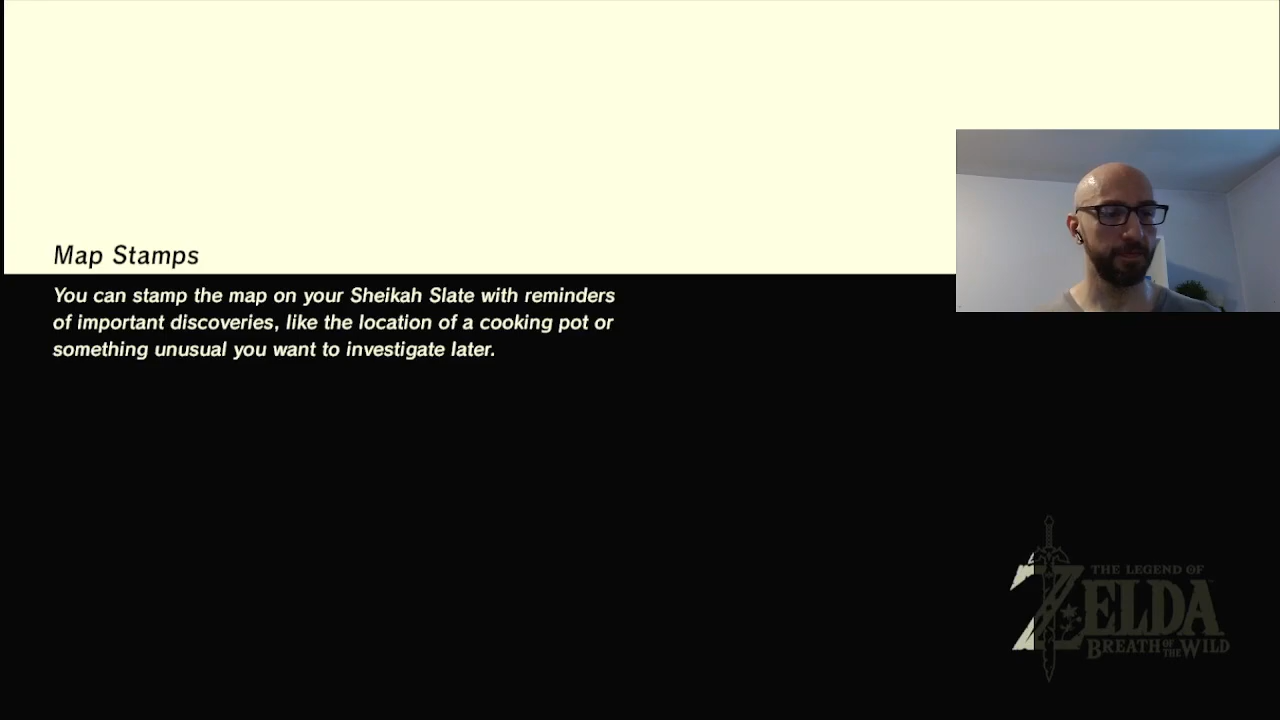 Map Stamps
You can stamp the map on your Sheikah Slate with reminders
of important discoveries, like the location of a cooking pot or
something unusual you want to investigate later.
THE LEGEND OF
ZELDA
BREATH OF THE WILD